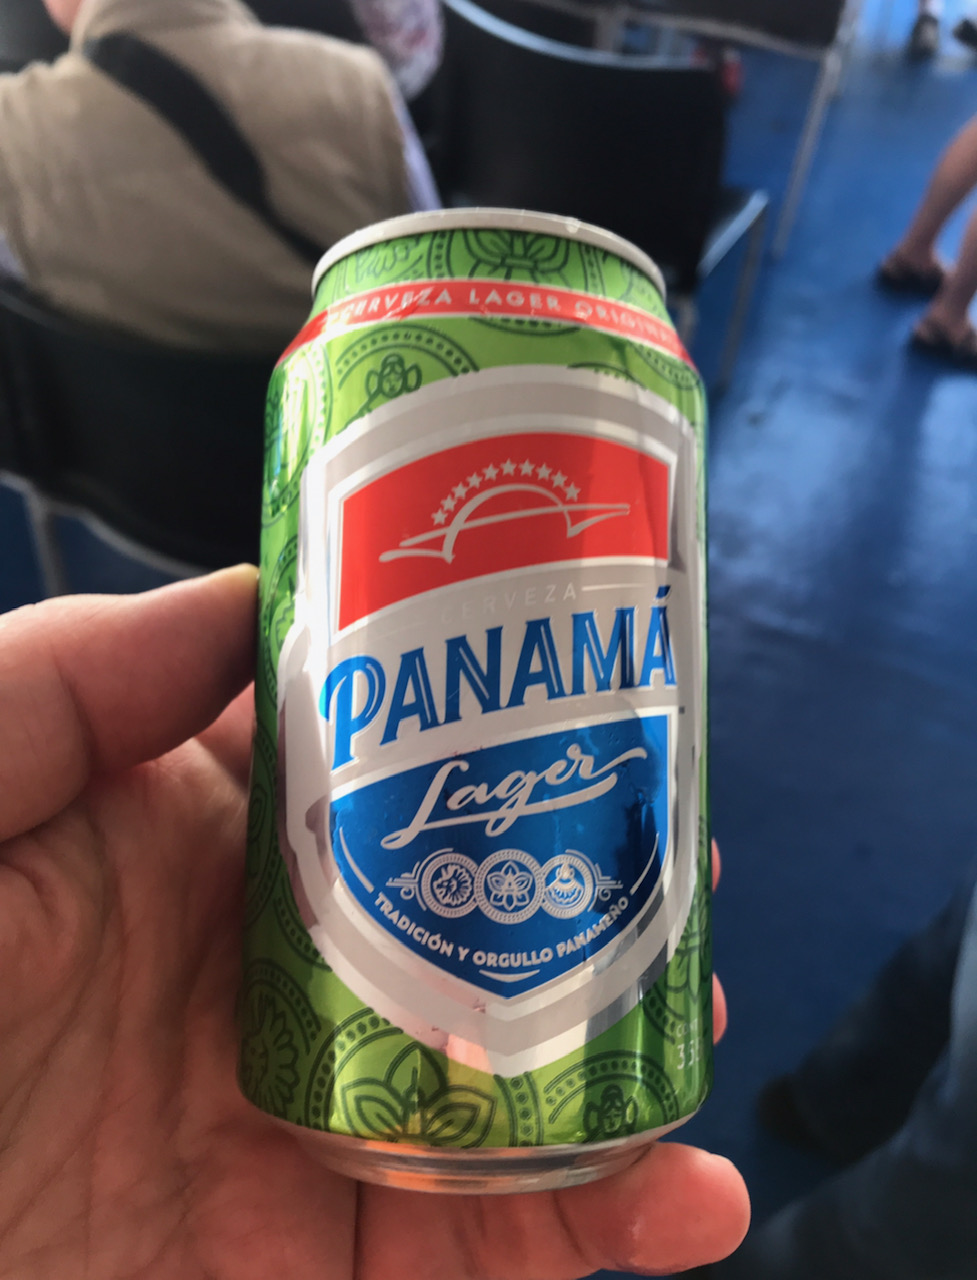 CERVEZA LAGER ORIGINAL
CERVEZA
PANAMÁ
Lager
TRADICIÓN Y ORGULLO PANAMEÑO